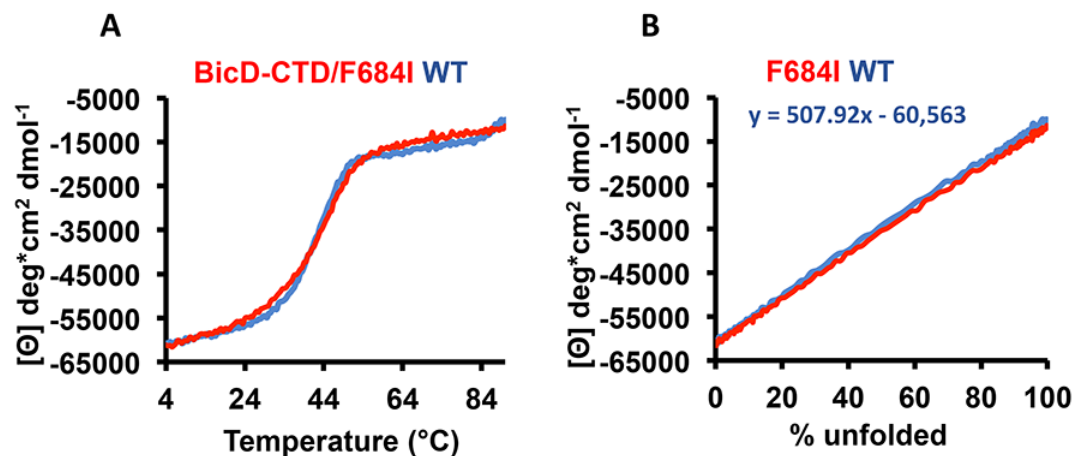 A
BicD-CTD/F684I WT
[Θ] deg*cm² dmol⁻¹
-5000
-15000
-25000
-35000
-45000
-55000
-65000
4 24 44 64 84
Temperature (°C)
B
F684I WT
y = 507.92x - 60,563
[Θ] deg*cm² dmol⁻¹
-5000
-15000
-25000
-35000
-45000
-55000
-65000
0 20 40 60 80 100
% unfolded